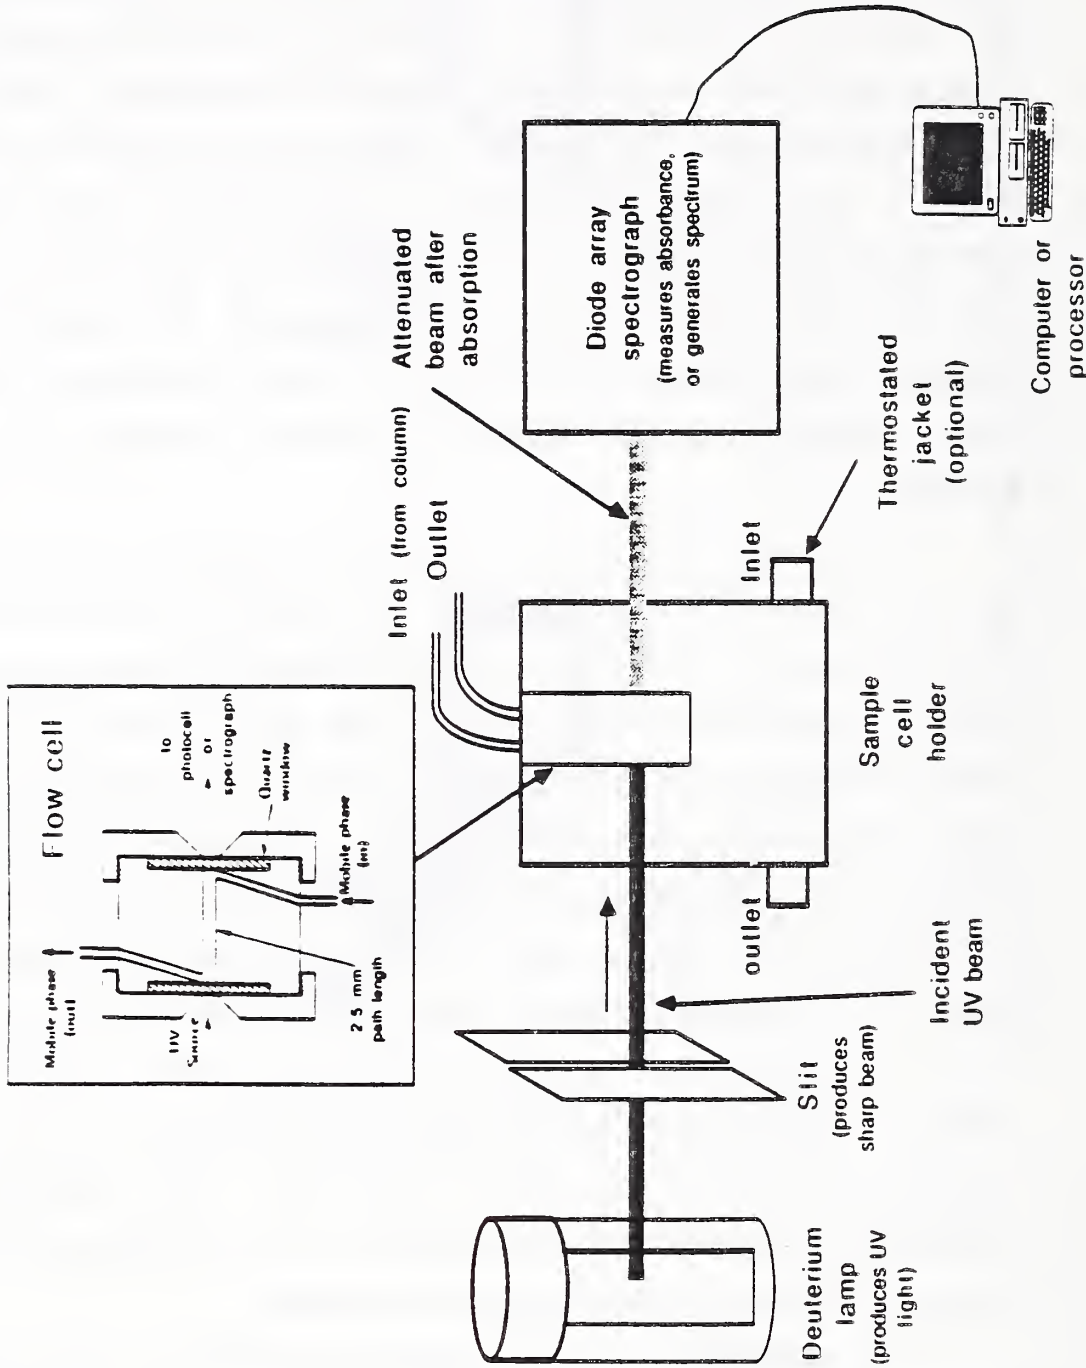 Flow cell
Mobile phase
(out)
UV
Source
2 5 mm
path length
Mobile phase
(in)
to
photocell
or
spectrograph
Quartz
window
Inlet (from column)
Outlet
Attenuated
beam after
absorption
Diode array
spectrograph
(measures absorbance,
or generates spectrum)
Deuterium
lamp
(produces UV
light)
Slit
(produces
sharp beam)
Incident
UV beam
outlet
Sample
cell
holder
Inlet
Thermostated
jacket
(optional)
Computer or
processor